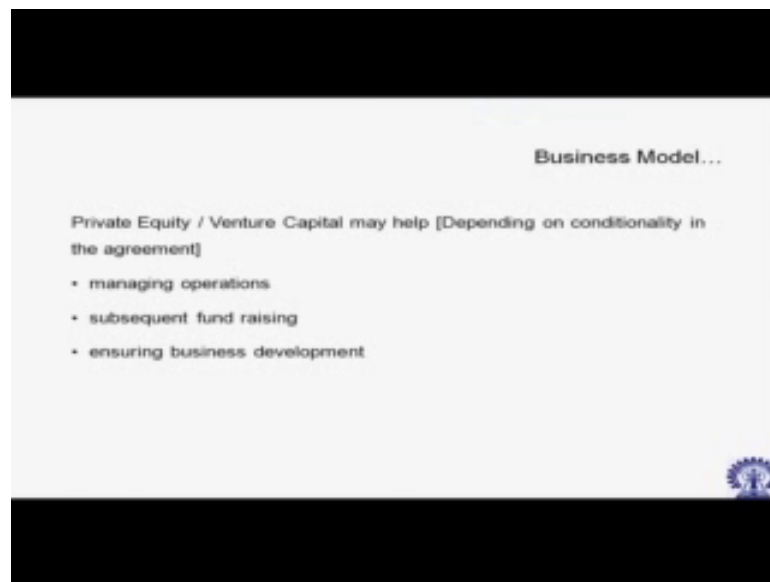 Business Model...
Private Equity / Venture Capital may help [Depending on conditionality in
the agreement]
• managing operations
• subsequent fund raising
• ensuring business development